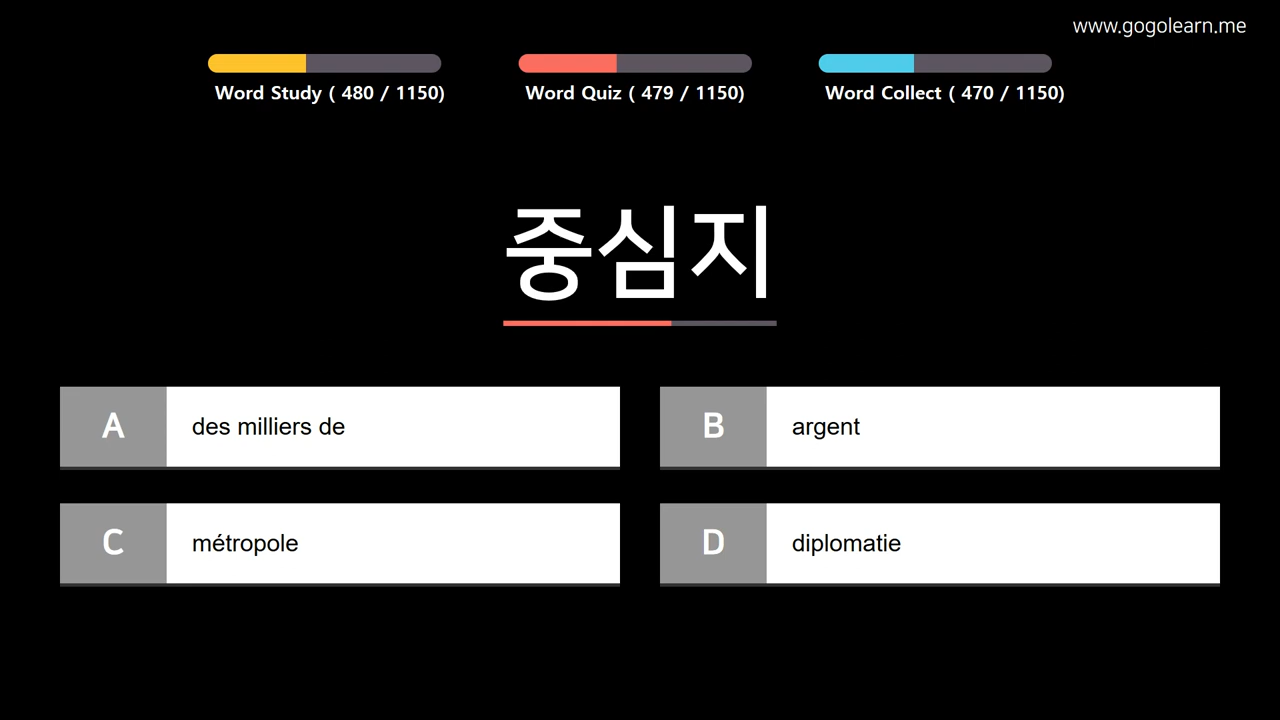 www.gogolearn.me
Word Study ( 480 / 1150)
Word Quiz ( 479 / 1150)
Word Collect ( 470 / 1150)
중심지
A des milliers de
B argent
C métropole
D diplomatie